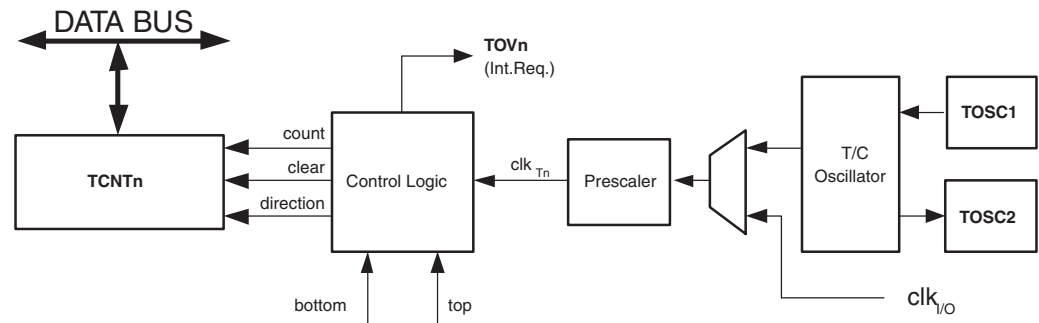 DATA BUS
TOVn
(Int.Req.)
TOSC1
count
T/C
Oscillator
TCNTn
clear
Control Logic
clk Tn
Prescaler
direction
TOSC2
bottom
top
clk I/O